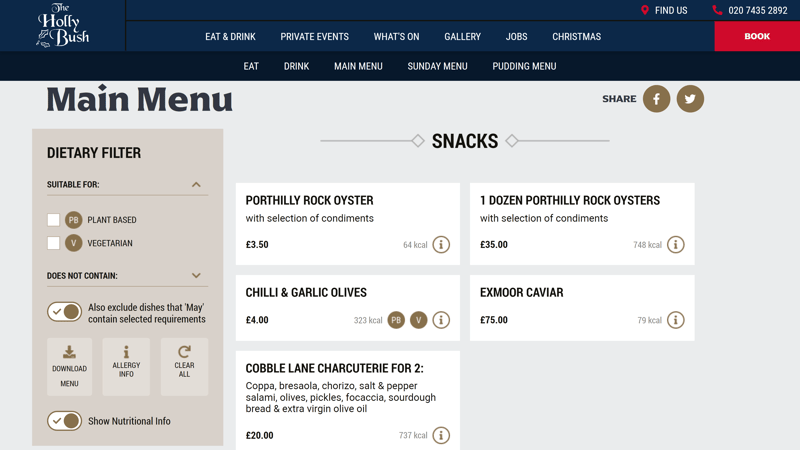 The
Holly
Bush
FIND US
020 7435 2892
EAT & DRINK
PRIVATE EVENTS
WHAT'S ON
GALLERY
JOBS
CHRISTMAS
BOOK
EAT
DRINK
MAIN MENU
SUNDAY MENU
PUDDING MENU
Main Menu
SHARE
DIETARY FILTER
SUITABLE FOR:
PB PLANT BASED
V VEGETARIAN
DOES NOT CONTAIN:
Also exclude dishes that 'May'
contain selected requirements
DOWNLOAD
MENU
ALLERGY
INFO
CLEAR
ALL
Show Nutritional Info
SNACKS
PORTHILLY ROCK OYSTER
with selection of condiments
£3.50 64 kcal
1 DOZEN PORTHILLY ROCK OYSTERS
with selection of condiments
£35.00 748 kcal
CHILLI & GARLIC OLIVES
£4.00 323 kcal PB V
EXMOOR CAVIAR
£75.00 79 kcal
COBBLE LANE CHARCUTERIE FOR 2:
Coppa, bresaola, chorizo, salt & pepper
salami, olives, pickles, focaccia, sourdough
bread & extra virgin olive oil
£20.00 737 kcal